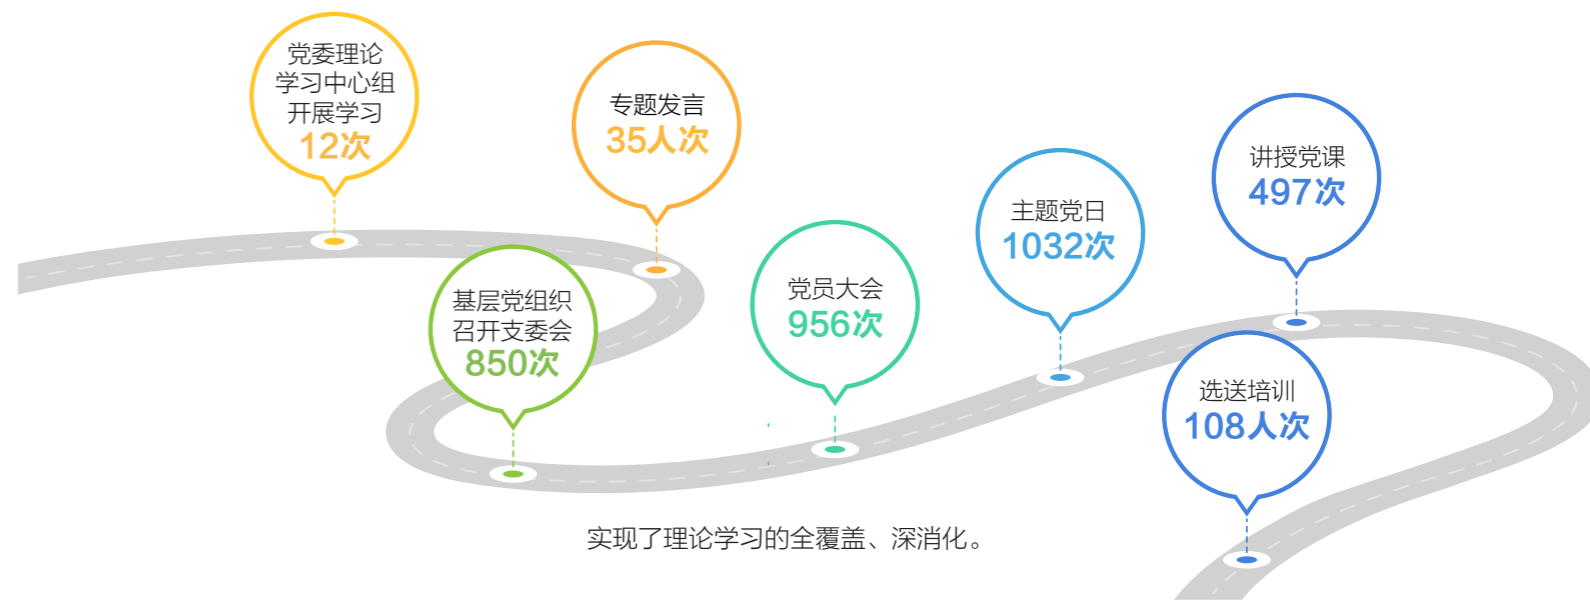 党委理论
学习中心组
开展学习
12次
专题发言
35人次
基层党组织
召开支委会
850次
党员大会
956次
主题党日
1032次
讲授党课
497次
选送培训
108人次
实现了理论学习的全覆盖、深消化。